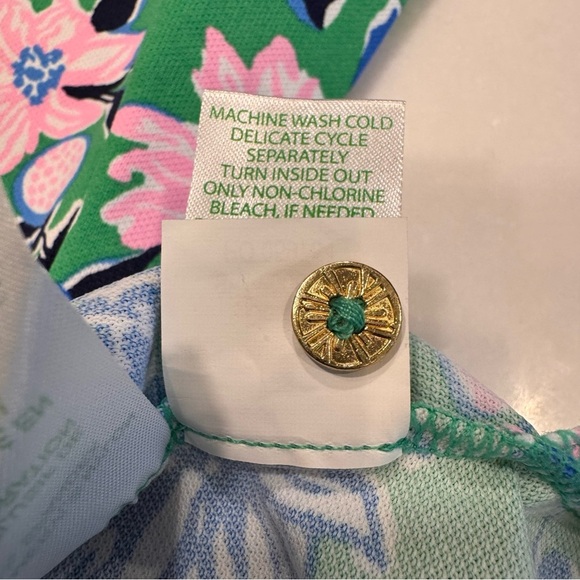 MACHINE WASH COLD
DELICATE CYCLE
SEPARATELY
TURN INSIDE OUT
ONLY NON-CHLORINE
BLEACH, IF NEEDED